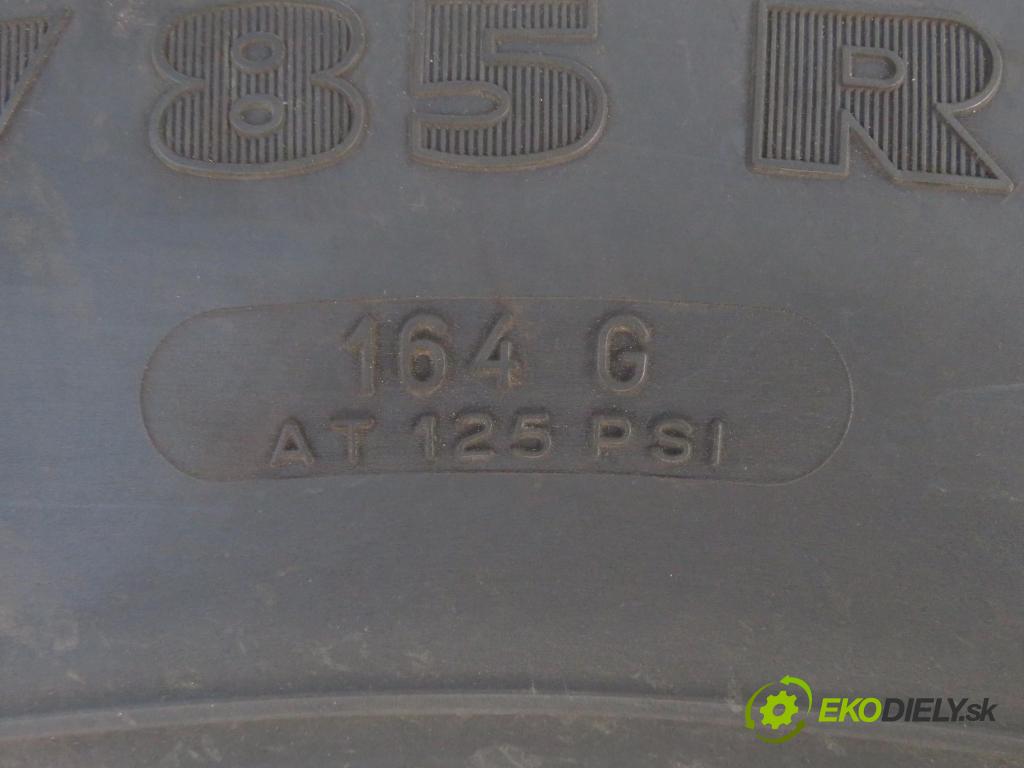 /85 R
164 G
AT 125 PSI
EKODIELY.sk